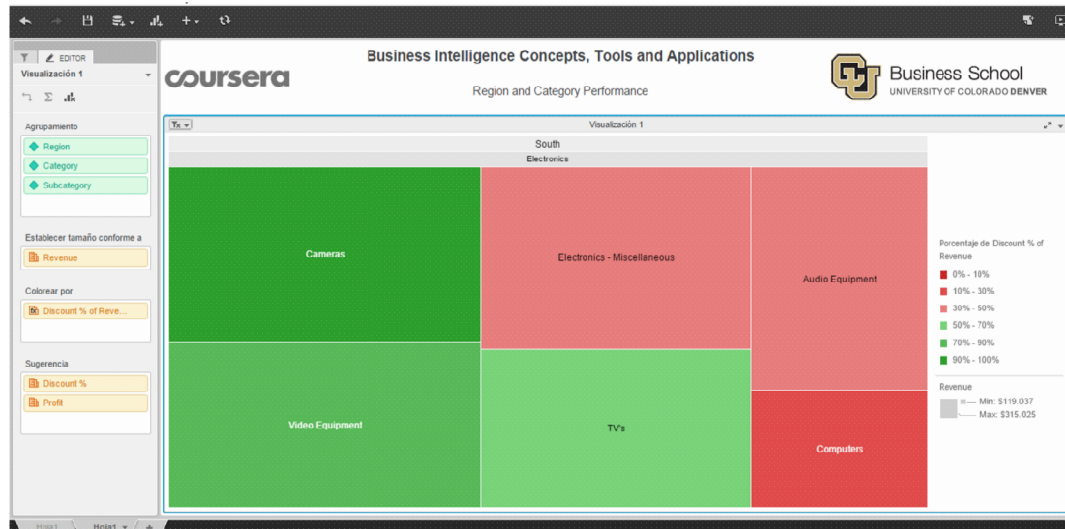 EDITOR
Visualización 1
Agrupamiento
Region
Category
Subcategory
Establecer tamaño conforme a
Revenue
Colorear por
Discount % of Reve...
Sugerencia
Discount %
Profit
coursera
Business Intelligence Concepts, Tools and Applications
Region and Category Performance
CU
Business School
UNIVERSITY OF COLORADO DENVER
Visualización 1
South
Electronics
Cameras
Electronics - Miscellaneous
Audio Equipment
Video Equipment
TV's
Computers
Porcentaje de Discount % of
Revenue
0% - 10%
10% - 30%
30% - 50%
50% - 70%
70% - 90%
90% - 100%
Revenue
Min: $119.037
Max: $315.025
Hoja1